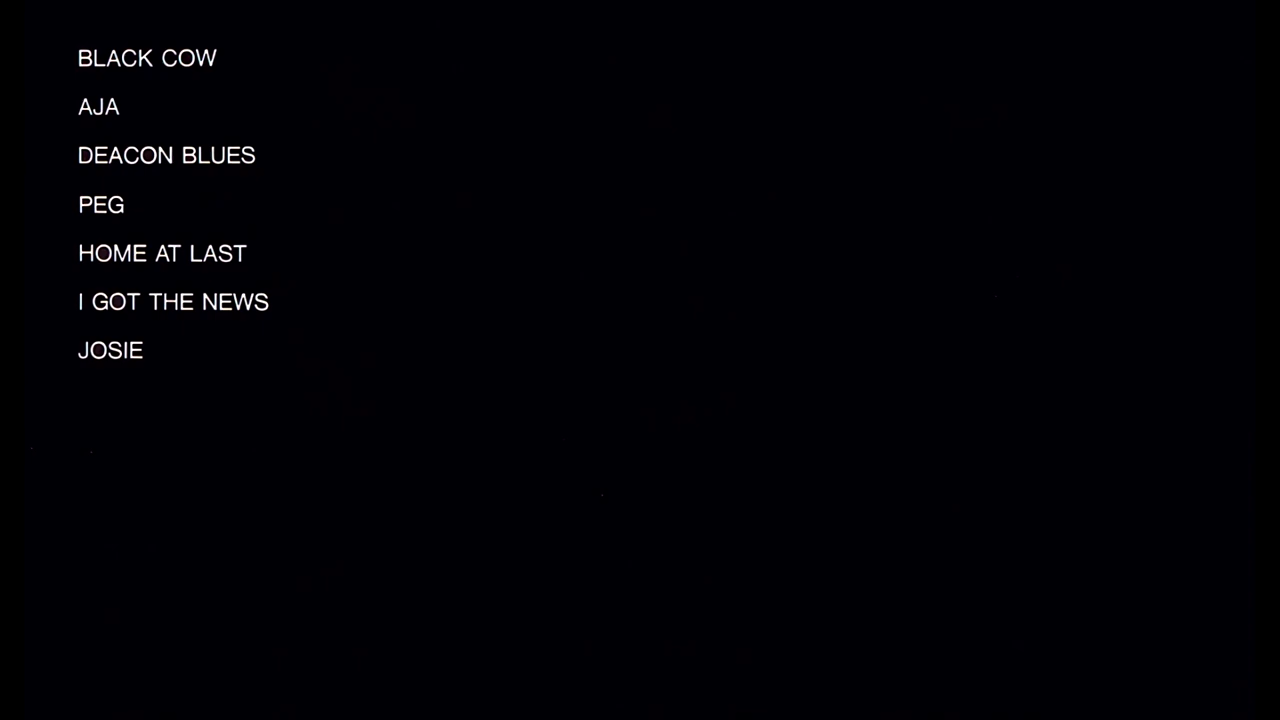 BLACK COW
AJA
DEACON BLUES
PEG
HOME AT LAST
I GOT THE NEWS
JOSIE